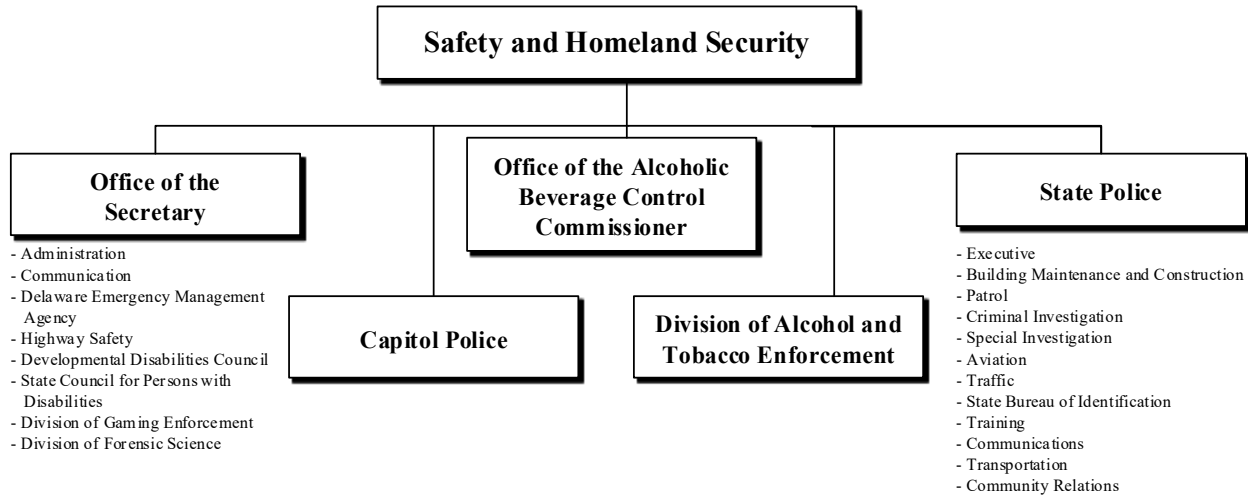 Safety and Homeland Security
Office of the
Secretary
- Administration
- Communication
- Delaware Emergency Management
Agency
- Highway Safety
- Developmental Disabilities Council
- State Council for Persons with
Disabilities
- Division of Gaming Enforcement
- Division of Forensic Science
Capitol Police
Office of the Alcoholic
Beverage Control
Commissioner
Division of Alcohol and
Tobacco Enforcement
State Police
- Executive
- Building Maintenance and Construction
- Patrol
- Criminal Investigation
- Special Investigation
- Aviation
- Traffic
- State Bureau of Identification
- Training
- Communications
- Transportation
- Community Relations